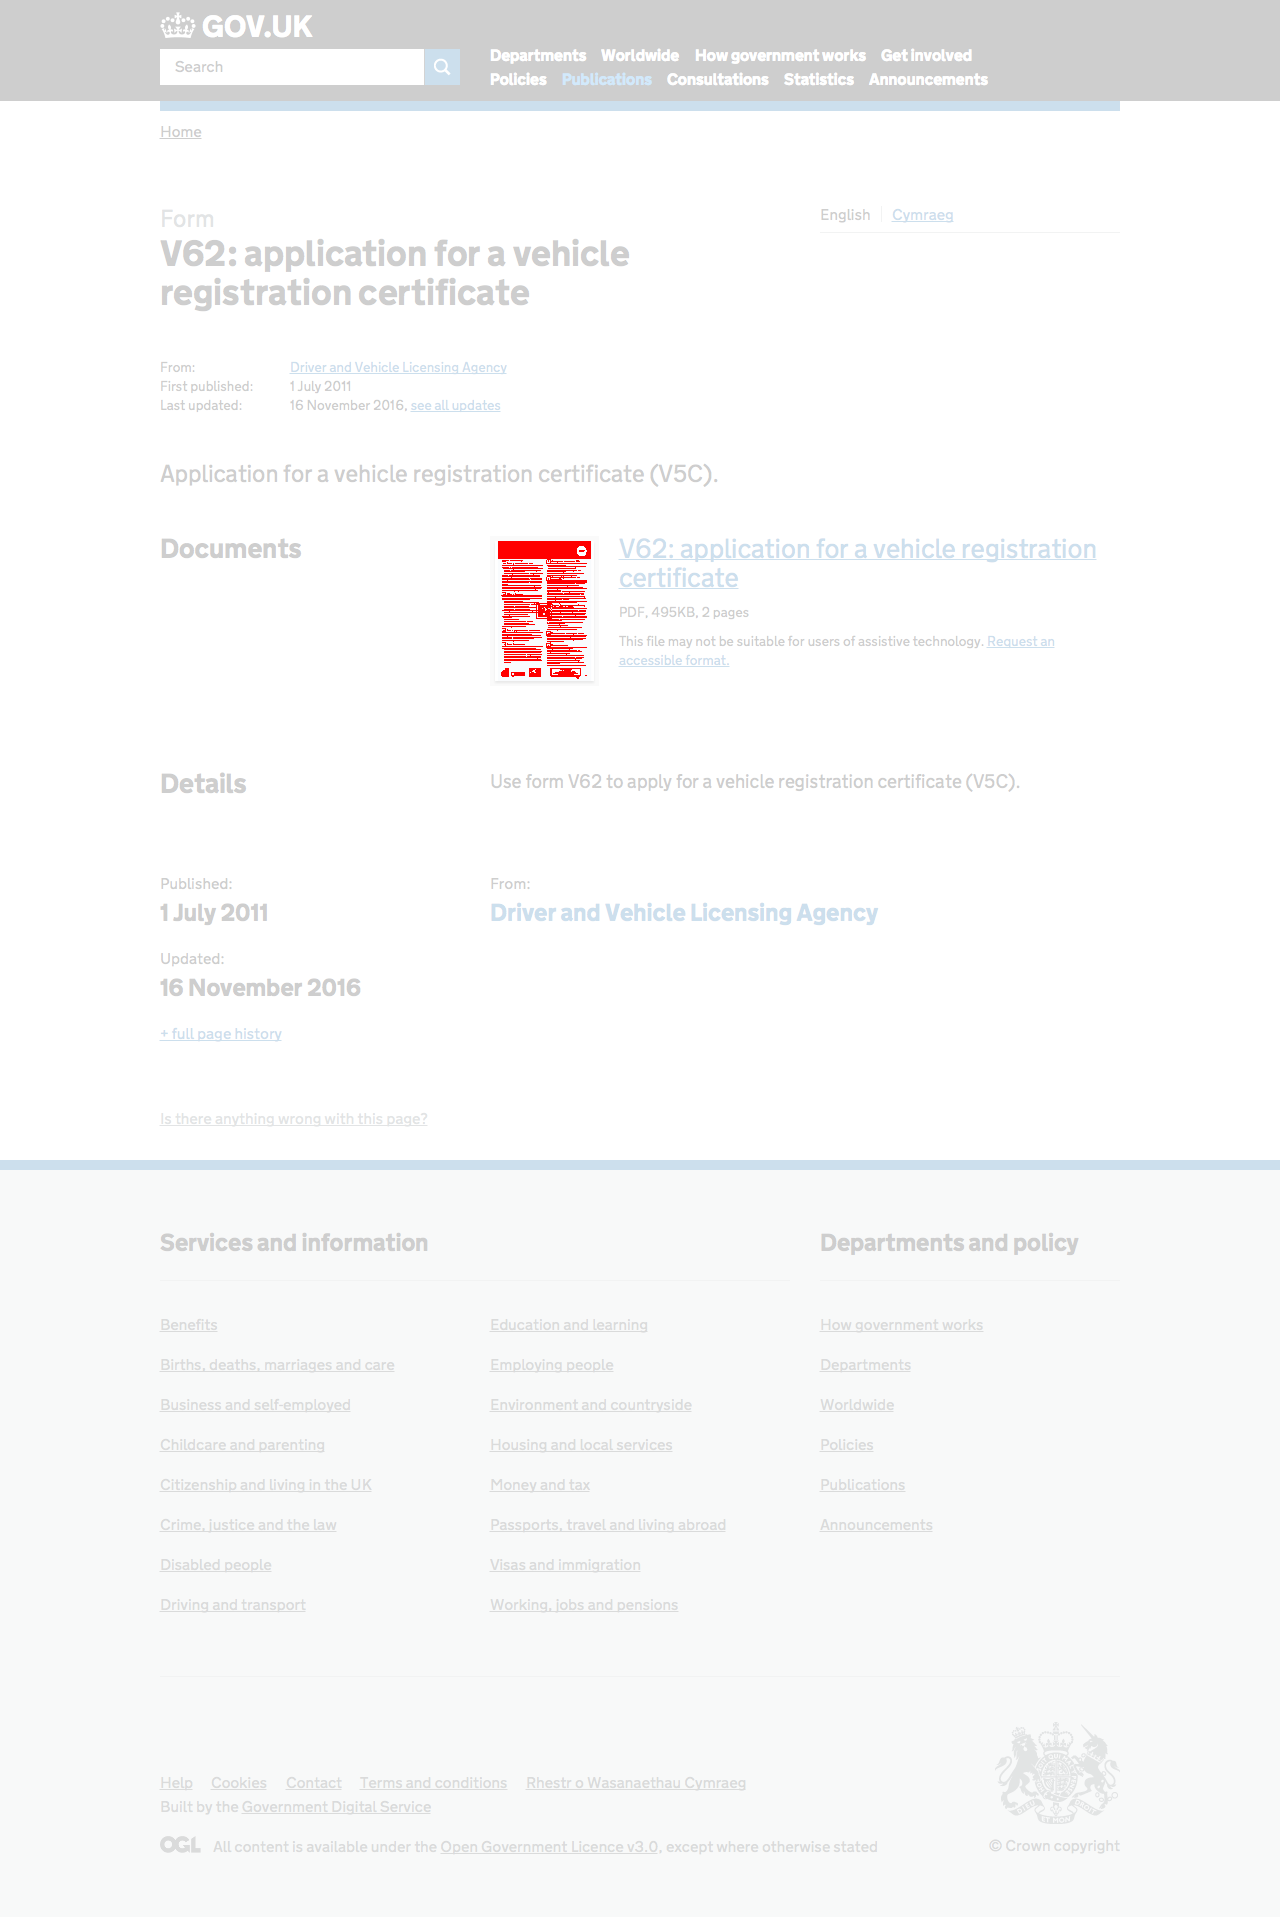 GOV.UK
Search
Departments Worldwide How government works Get involved
Policies Publications Consultations Statistics Announcements
Home
English Cymraeg
Form
V62: application for a vehicle
registration certificate
From: Driver and Vehicle Licensing Agency
First published: 1 July 2011
Last updated: 16 November 2016, see all updates
Application for a vehicle registration certificate (V5C).
Documents
V62: application for a vehicle registration
certificate
PDF, 495KB, 2 pages
This file may not be suitable for users of assistive technology. Request an
accessible format.
Details
Use form V62 to apply for a vehicle registration certificate (V5C).
Published:
1 July 2011
From:
Driver and Vehicle Licensing Agency
Updated:
16 November 2016
+ full page history
Is there anything wrong with this page?
Services and information
Benefits
Births, deaths, marriages and care
Business and self-employed
Childcare and parenting
Citizenship and living in the UK
Crime, justice and the law
Disabled people
Driving and transport
Education and learning
Employing people
Environment and countryside
Housing and local services
Money and tax
Passports, travel and living abroad
Visas and immigration
Working, jobs and pensions
Departments and policy
How government works
Departments
Worldwide
Policies
Publications
Announcements
Help Cookies Contact Terms and conditions Rhestr o Wasanaethau Cymraeg
Built by the Government Digital Service
OGL All content is available under the Open Government Licence v3.0, except where otherwise stated
© Crown copyright